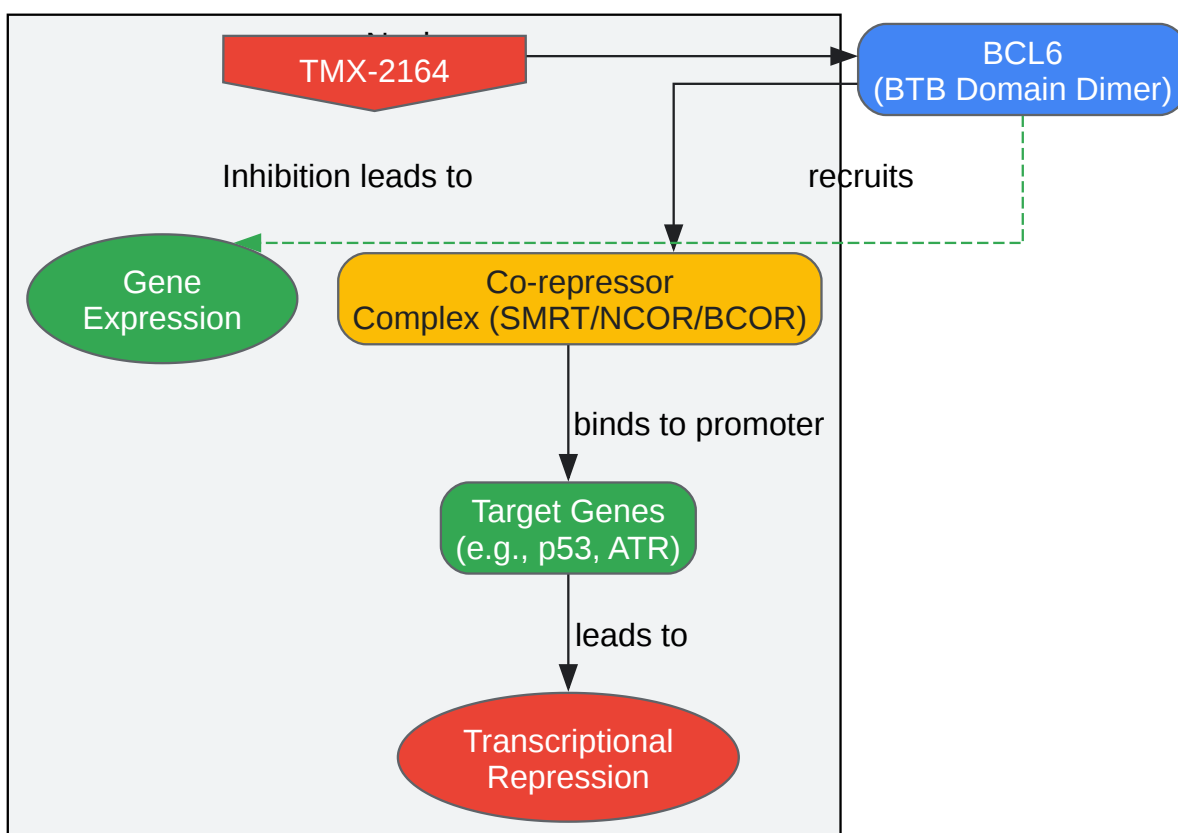 TMX-2164
BCL6
(BTB Domain Dimer)
Inhibition leads to
recruits
Gene
Expression
Co-repressor
Complex (SMRT/NCOR/BCOR)
binds to promoter
Target Genes
(e.g., p53, ATR)
leads to
Transcriptional
Repression